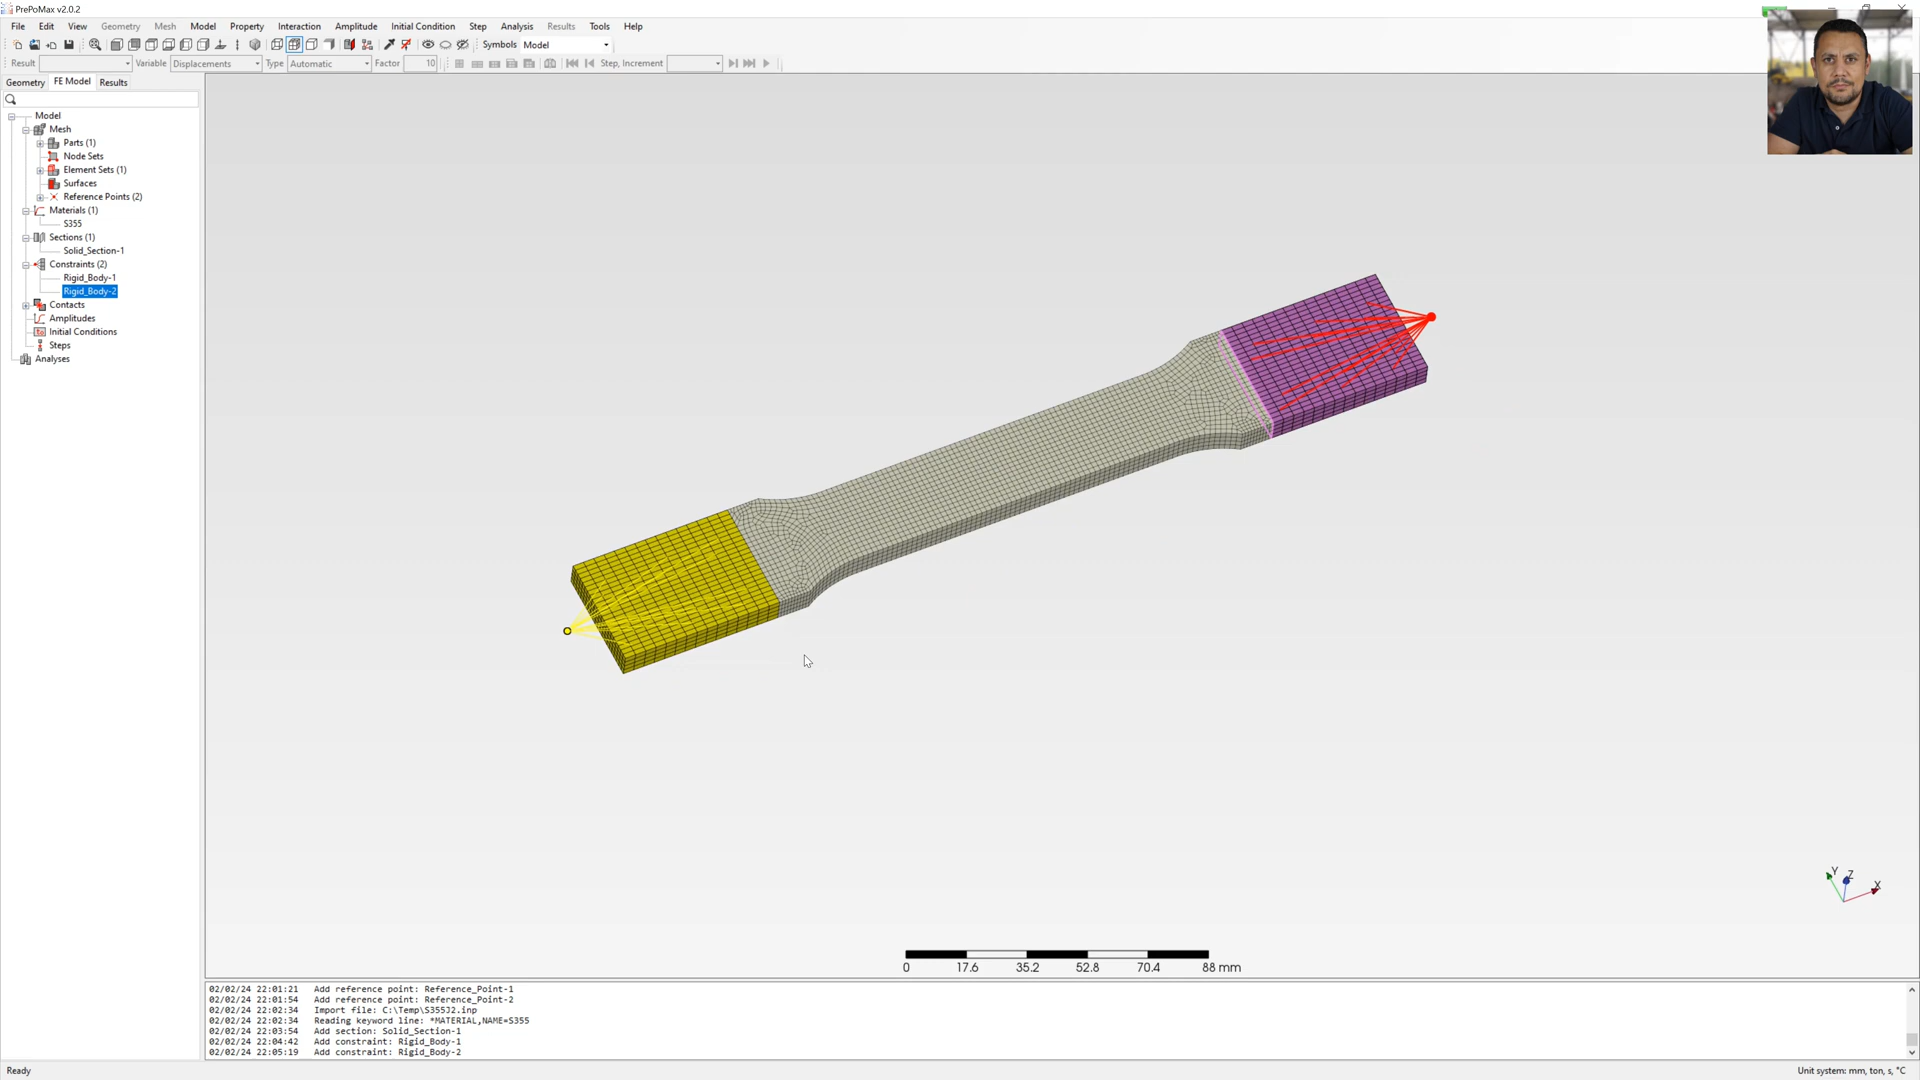 PrePoMax v2.0.2
File Edit View Geometry Mesh Model Property Interaction Amplitude Initial Condition Step Analysis Results Tools Help
Symbols Model
Result Variable Displacements Type Automatic Factor 10 Step, Increment
Geometry FE Model Results
Model
Mesh
Parts (1)
Node Sets
Element Sets (1)
Surfaces
Reference Points (2)
Materials (1)
S355
Sections (1)
Solid_Section-1
Constraints (2)
Rigid_Body-1
Rigid_Body-2
Contacts
Amplitudes
Initial Conditions
Steps
Analyses
Y Z X
0 17.6 35.2 52.8 70.4 88 mm
02/02/24 22:01:21 Add reference point: Reference_Point-1
02/02/24 22:01:54 Add reference point: Reference_Point-2
02/02/24 22:02:34 Import file: C:\Temp\S355J2.inp
02/02/24 22:02:34 Reading keyword line: *MATERIAL,NAME=S355
02/02/24 22:03:54 Add section: Solid_Section-1
02/02/24 22:04:42 Add constraint: Rigid_Body-1
02/02/24 22:05:19 Add constraint: Rigid_Body-2
Ready Unit system: mm, ton, s, °C